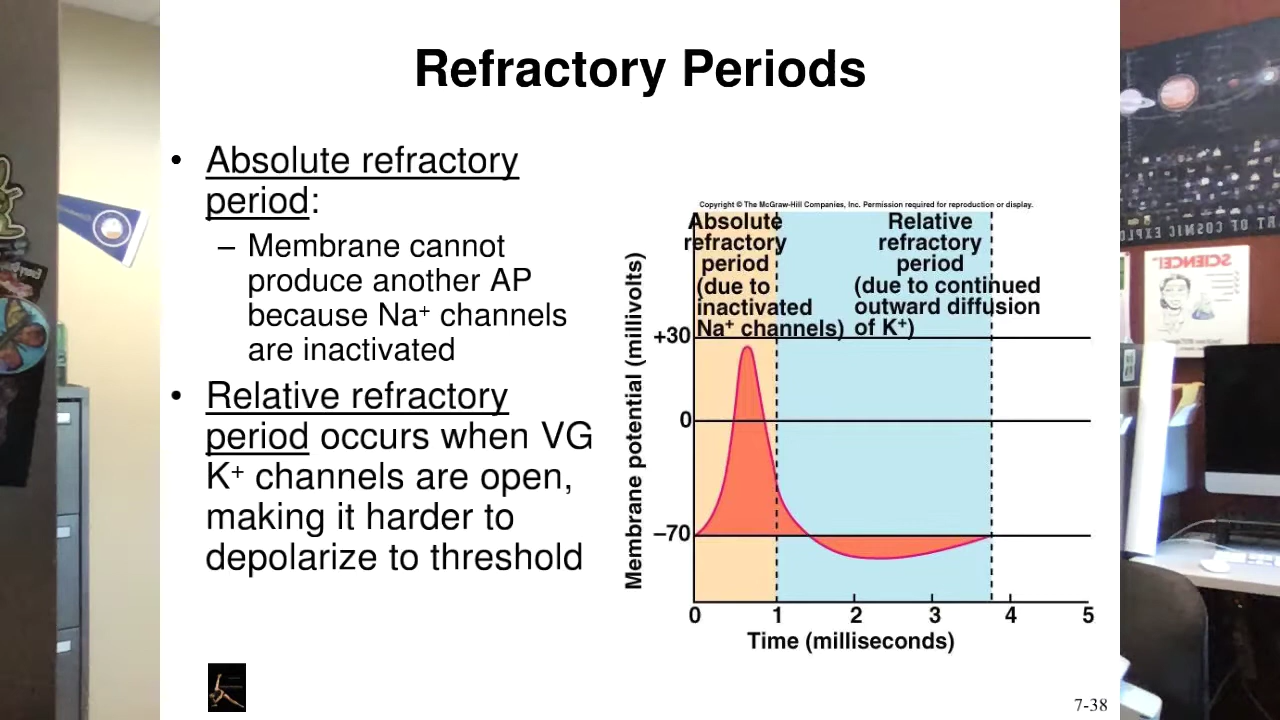 Refractory Periods
• Absolute refractory
period:
– Membrane cannot
produce another AP
because Na⁺ channels
are inactivated
• Relative refractory
period occurs when VG
K⁺ channels are open,
making it harder to
depolarize to threshold
Copyright © The McGraw-Hill Companies, Inc. Permission required for reproduction or display.
Absolute
refractory
period
(due to
inactivated
Na⁺ channels)
Relative
refractory
period
(due to continued
outward diffusion
of K⁺)
Membrane potential (millivolts)
+30
0
–70
0 1 2 3 4 5
Time (milliseconds)
7-38
SCIENCE!